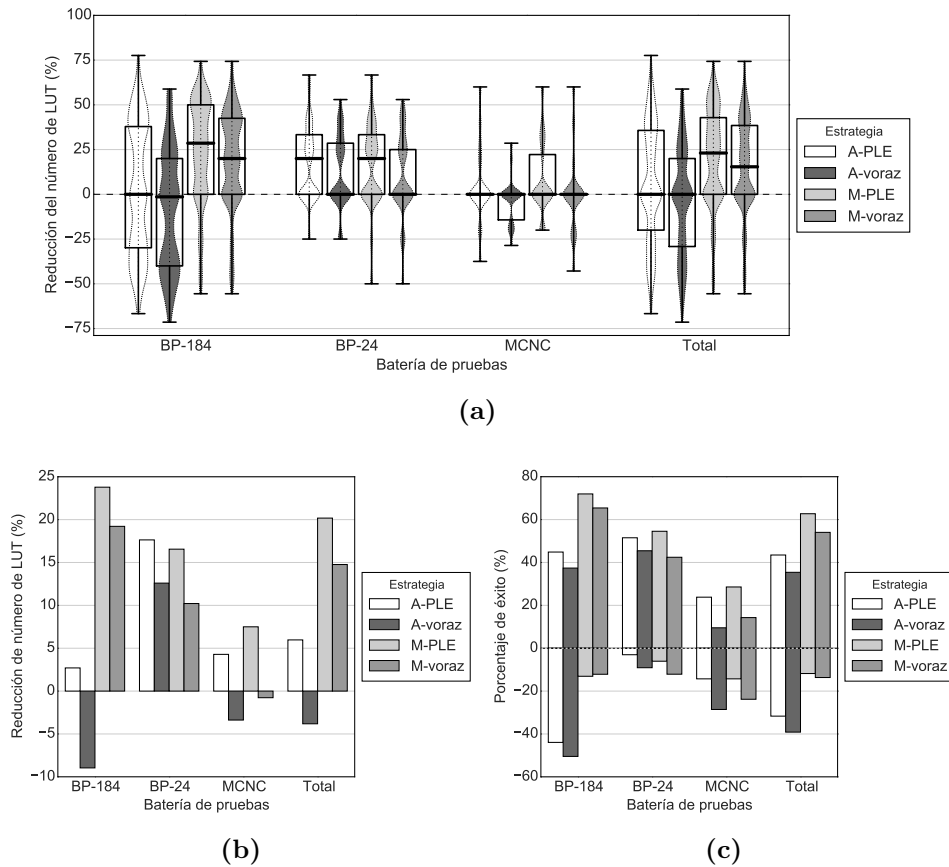 100
75
50
25
0
−25
−50
−75
Reducción del número de LUT (%)
BP-184 BP-24 MCNC Total
Batería de pruebas
Estrategia
A-PLE
A-voraz
M-PLE
M-voraz
(a)
25
20
15
10
5
0
−5
−10
Reducción de número de LUT (%)
BP-184 BP-24 MCNC Total
Batería de pruebas
Estrategia
A-PLE
A-voraz
M-PLE
M-voraz
(b)
80
60
40
20
0
−20
−40
−60
Porcentaje de éxito (%)
BP-184 BP-24 MCNC Total
Batería de pruebas
Estrategia
A-PLE
A-voraz
M-PLE
M-voraz
(c)